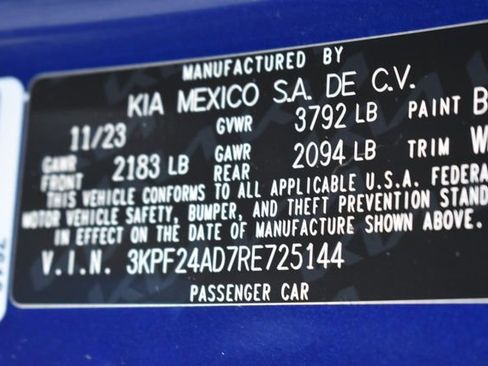 MANUFACTURED BY
KIA MEXICO S.A. DE C.V.
11/23 GVWR 3792 LB PAINT B
GAWR FRONT 2183 LB GAWR REAR 2094 LB TRIM W
THIS VEHICLE CONFORMS TO ALL APPLICABLE U.S.A. FEDERA
MOTOR VEHICLE SAFETY, BUMPER, AND THEFT PREVENTION STAND
IN EFFECT ON THE DATE OF MANUFACTURE SHOWN ABOVE.
V.I.N. 3KPF24AD7RE725144
PASSENGER CAR